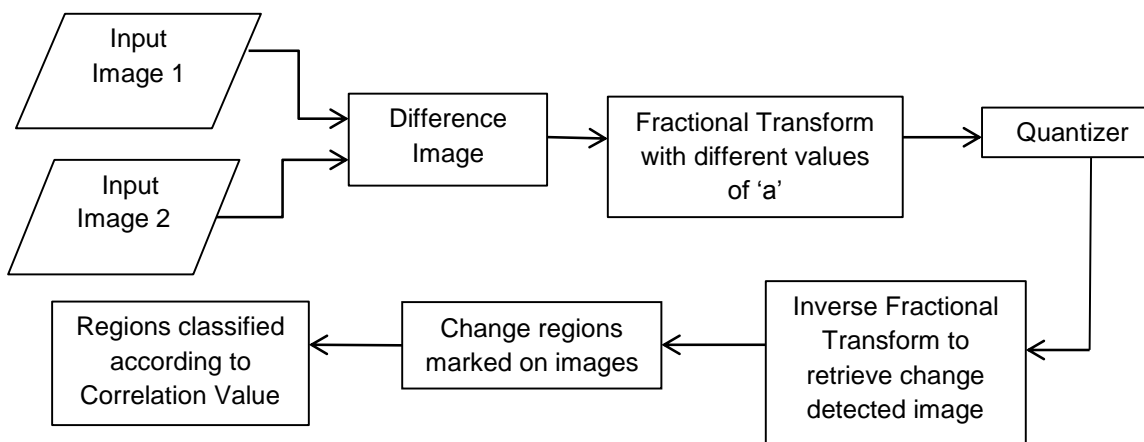 Input
Image 1
Input
Image 2
Difference
Image
Fractional Transform
with different values
of ‘a’
Quantizer
Inverse Fractional
Transform to
retrieve change
detected image
Change regions
marked on images
Regions classified
according to
Correlation Value